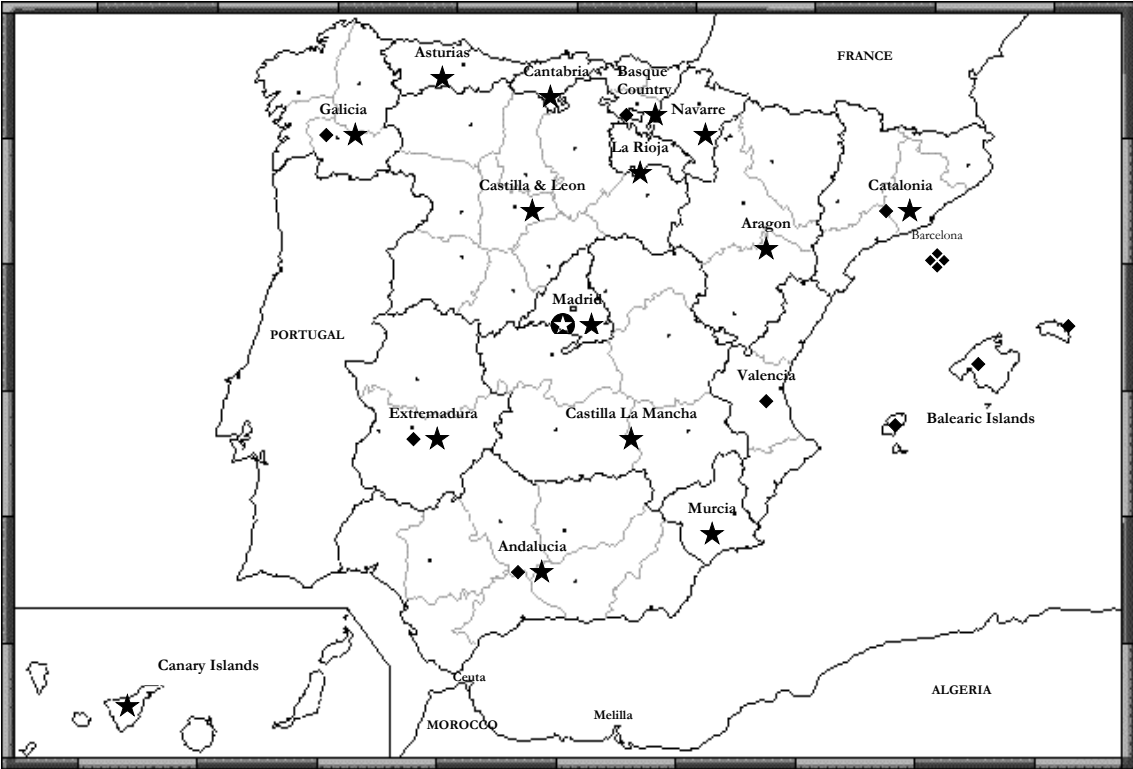 Asturias
Cantabria
Basque
Country
FRANCE
Galicia
Navarre
La Rioja
Castilla & Leon
Catalonia
Aragon
Barcelona
Madrid
PORTUGAL
Valencia
Extremadura
Castilla La Mancha
Balearic Islands
Murcia
Andalucia
Canary Islands
Ceuta
ALGERIA
Melilla
MOROCCO